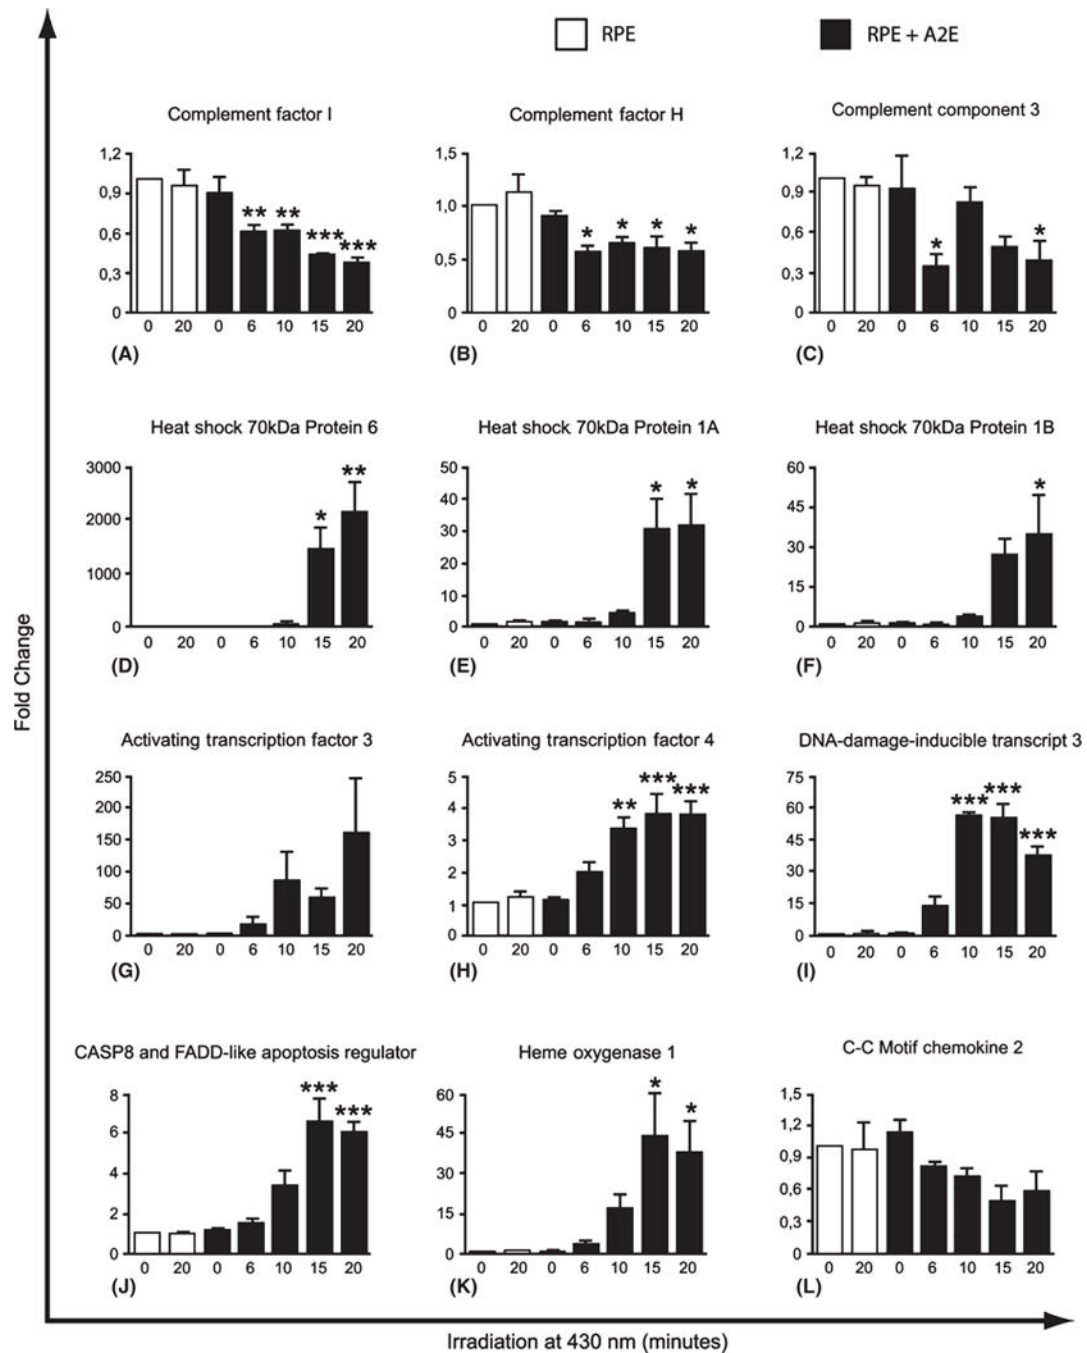 RPE
RPE + A2E
Complement factor I
Complement factor H
Complement component 3
1,2
0,9
0,6
0,3
0
** ** *** ***
0 20 0 6 10 15 20
(A)
1,5
1,0
0,5
0
* * * *
0 20 0 6 10 15 20
(B)
1,2
0,9
0,6
0,3
0
* *
0 20 0 6 10 15 20
(C)
Heat shock 70kDa Protein 6
Heat shock 70kDa Protein 1A
Heat shock 70kDa Protein 1B
3000
2000
1000
0
* **
0 20 0 6 10 15 20
(D)
50
40
30
20
10
0
* *
0 20 0 6 10 15 20
(E)
60
45
30
15
0
*
0 20 0 6 10 15 20
(F)
Fold Change
Activating transcription factor 3
Activating transcription factor 4
DNA-damage-inducible transcript 3
250
200
150
100
50
0
0 20 0 6 10 15 20
(G)
5
4
3
2
1
0
** *** ***
0 20 0 6 10 15 20
(H)
75
60
45
30
15
0
*** *** ***
0 20 0 6 10 15 20
(I)
CASP8 and FADD-like apoptosis regulator
Heme oxygenase 1
C-C Motif chemokine 2
8
6
4
2
0
*** ***
0 20 0 6 10 15 20
(J)
60
45
30
15
0
* *
0 20 0 6 10 15 20
(K)
1,5
1,2
0,9
0,6
0,3
0
0 20 0 6 10 15 20
(L)
Irradiation at 430 nm (minutes)